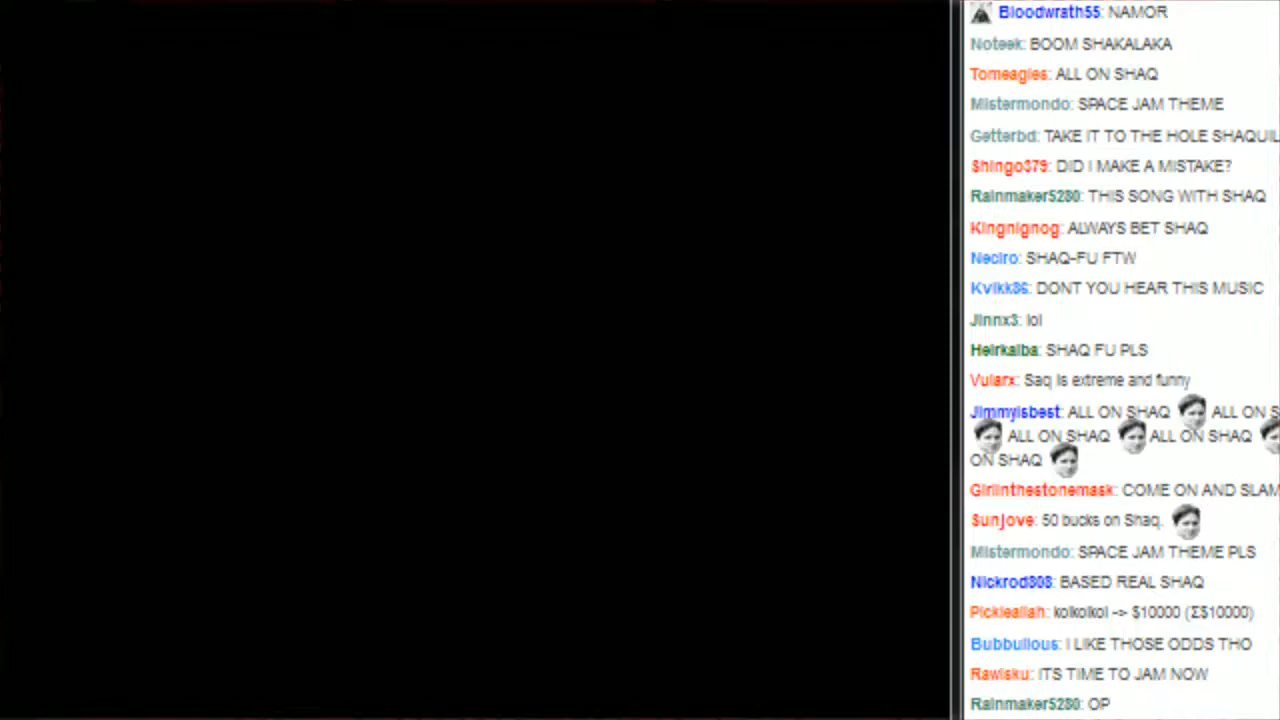 Bloodwrath55: NAMOR
Noteek: BOOM SHAKALAKA
Tomeagles: ALL ON SHAQ
Mistermondo: SPACE JAM THEME
Getterbd: TAKE IT TO THE HOLE SHAQUIL
Shingo379: DID I MAKE A MISTAKE?
Rainmaker5280: THIS SONG WITH SHAQ
Kingnignog: ALWAYS BET SHAQ
Neciro: SHAQ-FU FTW
Kvikk86: DONT YOU HEAR THIS MUSIC
Jinnx3: lol
Heirkaiba: SHAQ FU PLS
Vularx: Saq is extreme and funny
Jimmyisbest: ALL ON SHAQ ALL ON S
ALL ON SHAQ ALL ON SHAQ
ON SHAQ
Girlinthestonemask: COME ON AND SLAM
Sunjove: 50 bucks on Shaq.
Mistermondo: SPACE JAM THEME PLS
Nickrod808: BASED REAL SHAQ
Pickleallah: kolkolkol -> $10000 (Σ$10000)
Bubbulious: I LIKE THOSE ODDS THO
Rawisku: ITS TIME TO JAM NOW
Rainmaker5280: OP